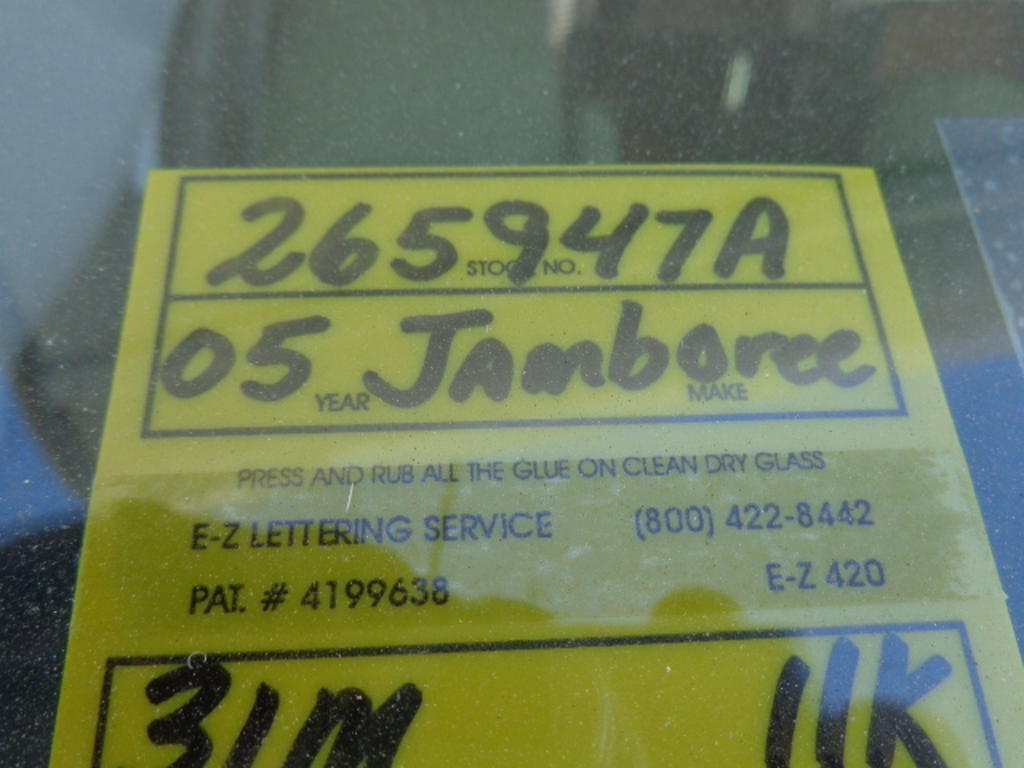 265947A
STOCK NO.
05 Jamboree
YEAR MAKE
PRESS AND RUB ALL THE GLUE ON CLEAN DRY GLASS
E-Z LETTERING SERVICE (800) 422-8442
PAT. # 4199638 E-Z 420
31M 11K